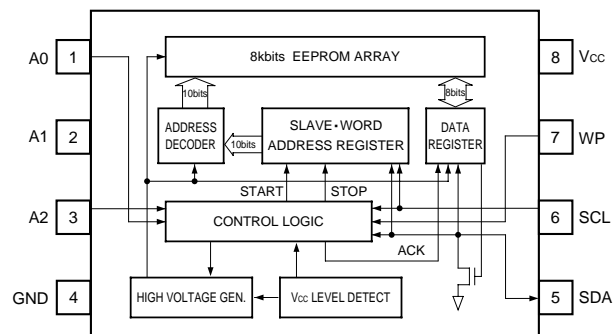 A0 1
8kbits EEPROM ARRAY
8 Vcc
10bits
8bits
A1 2
ADDRESS
DECODER
10bits
SLAVE・WORD
ADDRESS REGISTER
DATA
REGISTER
7 WP
START
STOP
A2 3
CONTROL LOGIC
6 SCL
ACK
GND 4
HIGH VOLTAGE GEN.
Vcc LEVEL DETECT
5 SDA